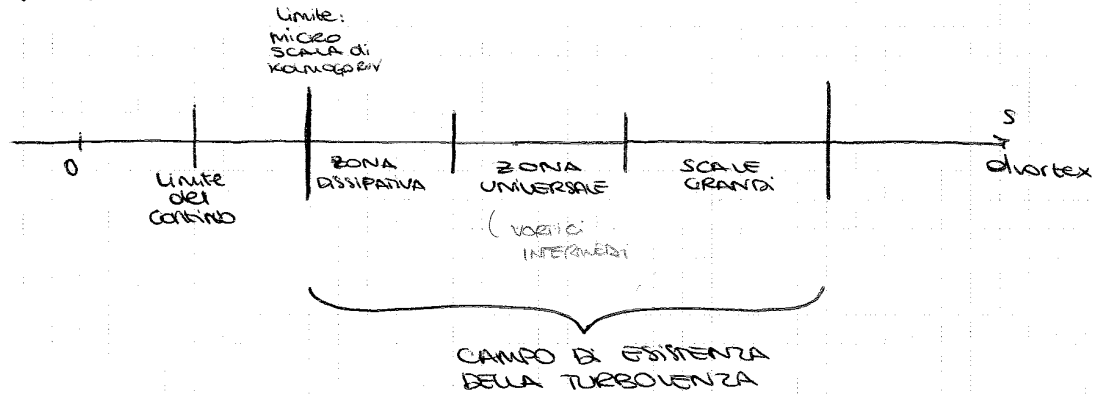 Limite:
MICRO
SCALA di
KOLMOGOROV
S
0
Limite
del
continuo
ZONA
DISSIPATIVA
ZONA
UNIVERSALE
( VORTICI
INTERMEDI
SCALE
GRANDI
dvortex
CAMPO DI ESISTENZA
DELLA TURBOLENZA